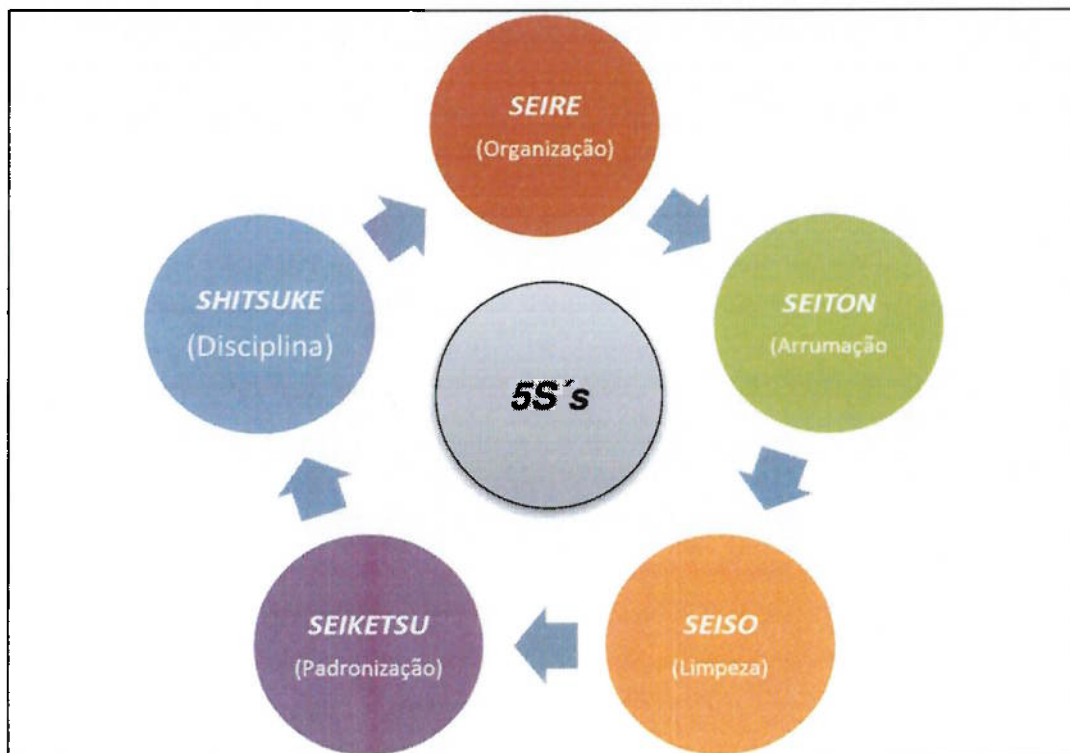 SEIRE
(Organização)
SEITON
(Arrumação
SEISO
(Limpeza)
SEIKETSU
(Padronização)
SHITSUKE
(Disciplina)
5S´s